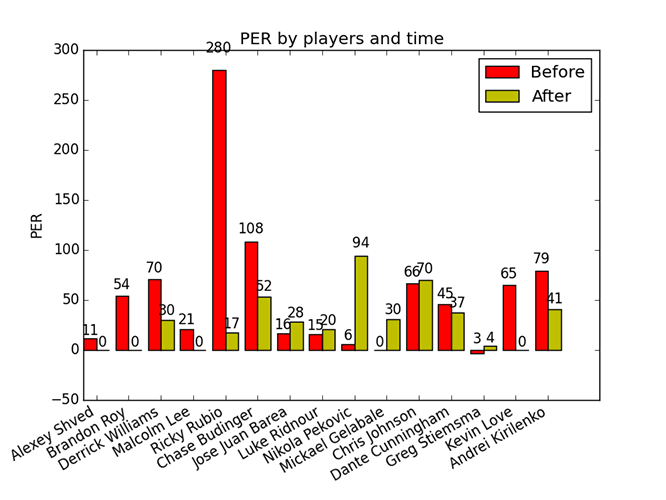 PER by players and time
Before
After
PER
300
250
200
150
100
50
0
−50
11
0
54
0
70
30
21
0
280
17
108
52
16
28
15
20
6
94
0
30
66
70
45
37
3
4
65
0
79
41
Alexey Shved
Brandon Roy
Derrick Williams
Malcolm Lee
Ricky Rubio
Chase Budinger
Jose Juan Barea
Luke Ridnour
Nikola Pekovic
Mickael Gelabale
Chris Johnson
Dante Cunningham
Greg Stiemsma
Kevin Love
Andrei Kirilenko